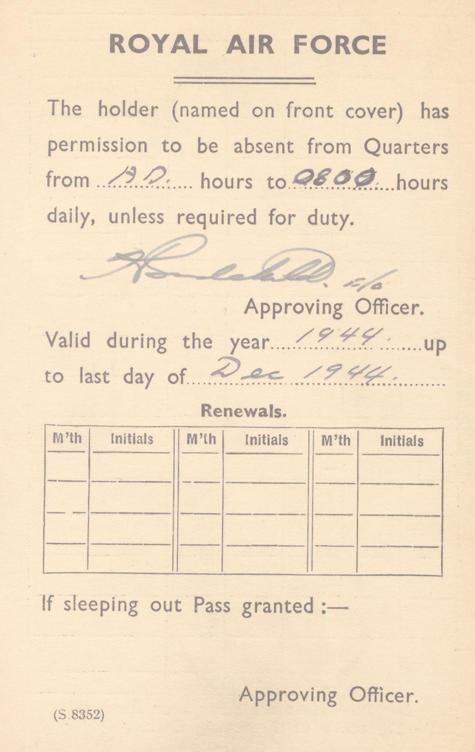 ROYAL AIR FORCE
The holder (named on front cover) has
permission to be absent from Quarters
from A.D. hours to 0800 hours
daily, unless required for duty.
F/O
Approving Officer.
Valid during the year 1944 up
to last day of Dec 1944.
Renewals.
M'th Initials M'th Initials M'th Initials
If sleeping out Pass granted :—
Approving Officer.
(S.8352)